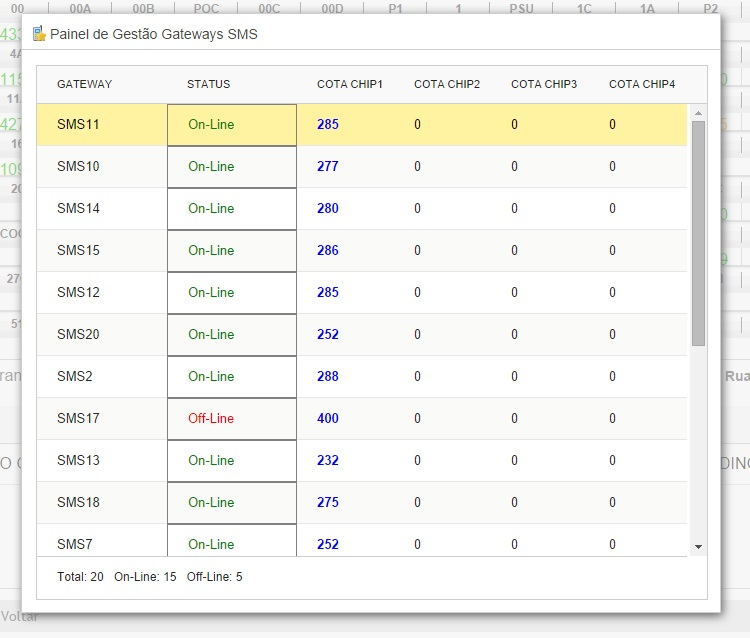 00 00A 00B POC 00C 00D P1 1 PSU 1C 1A P2
Painel de Gestão Gateways SMS
GATEWAY STATUS COTA CHIP1 COTA CHIP2 COTA CHIP3 COTA CHIP4
SMS11 On-Line 285 0 0 0
SMS10 On-Line 277 0 0 0
SMS14 On-Line 280 0 0 0
SMS15 On-Line 286 0 0 0
SMS12 On-Line 285 0 0 0
SMS20 On-Line 252 0 0 0
SMS2 On-Line 288 0 0 0
SMS17 Off-Line 400 0 0 0
SMS13 On-Line 232 0 0 0
SMS18 On-Line 275 0 0 0
SMS7 On-Line 252 0 0 0
Total: 20 On-Line: 15 Off-Line: 5
Rua
Voltar